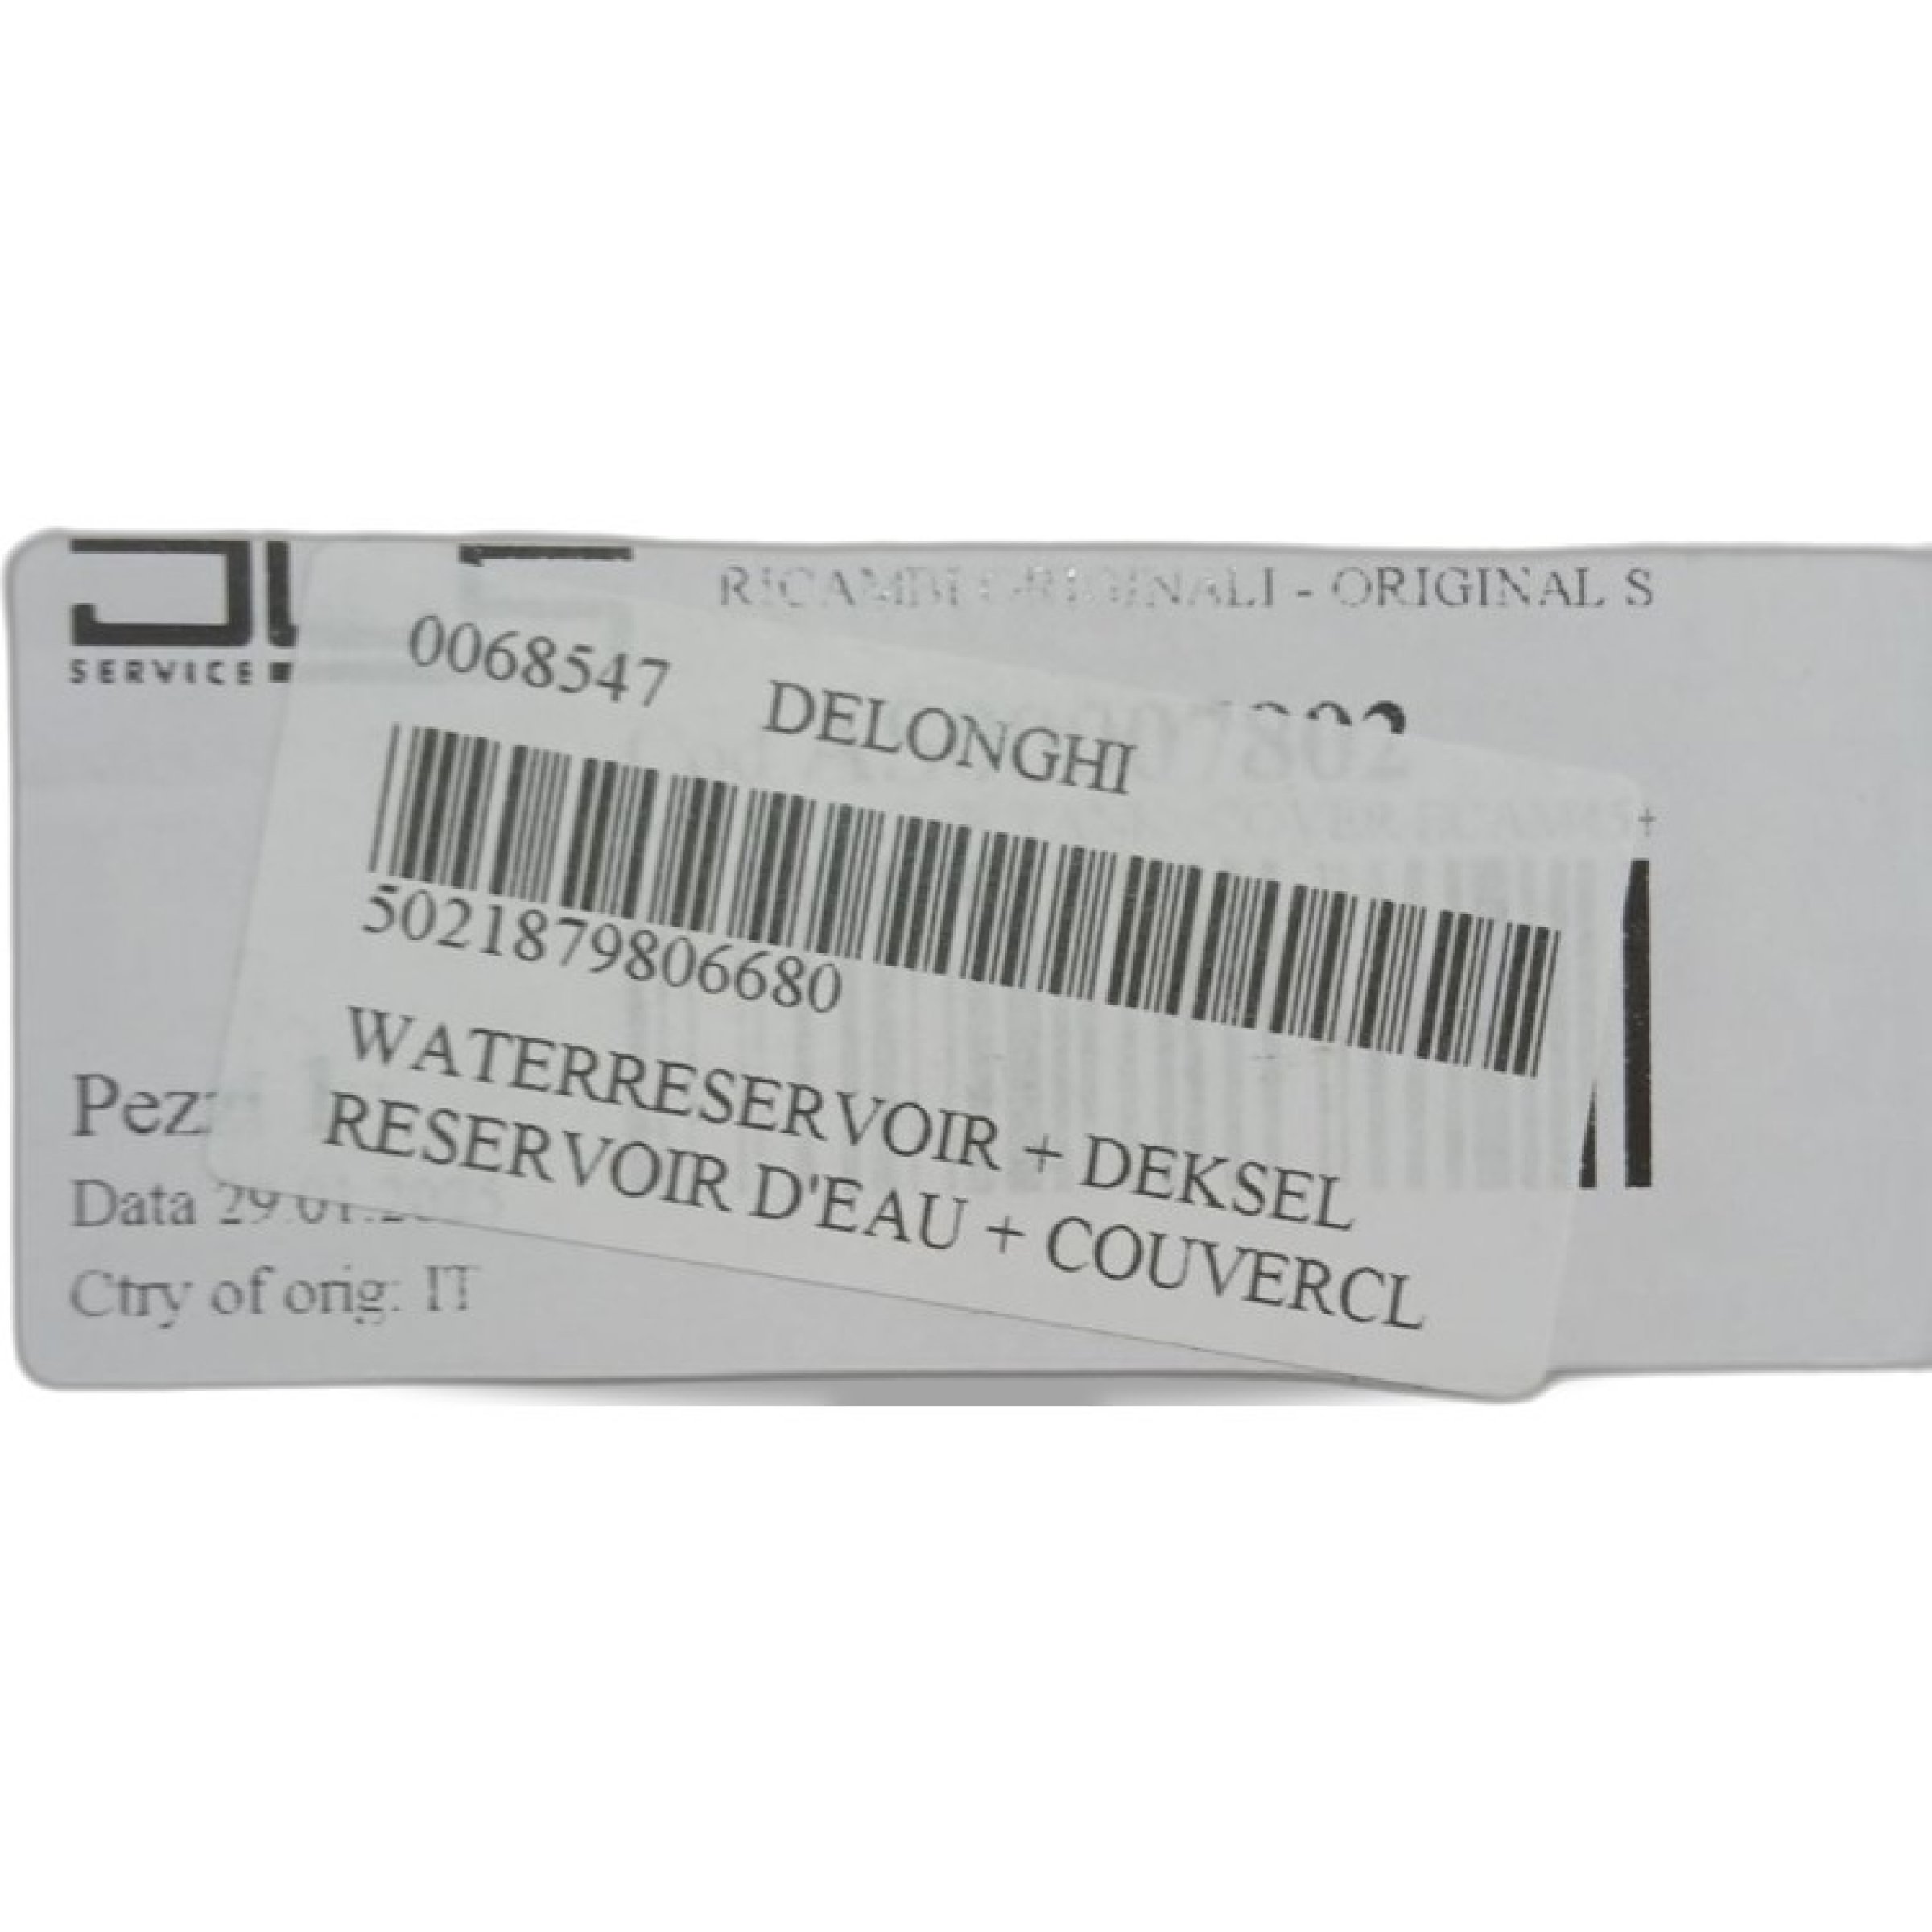 SERVICE
RICAMBI ORIGINALI - ORIGINAL S
0068547 DELONGHI
5021879806680
WATERRESERVOIR + DEKSEL
RESERVOIR D'EAU + COUVERCL
Data 29.01.
Ctry of orig: IT